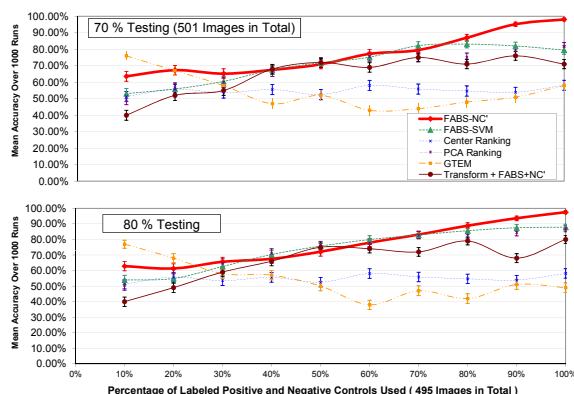 100.00%
90.00%
80.00%
70.00%
60.00%
50.00%
40.00%
30.00%
20.00%
10.00%
0.00%
Mean Accuracy Over 1000 Runs
70 % Testing (501 Images in Total)
FABS-NC'
FABS-SVM
Center Ranking
PCA Ranking
GTEM
Transform + FABS+NC'
100.00%
90.00%
80.00%
70.00%
60.00%
50.00%
40.00%
30.00%
20.00%
10.00%
0.00%
Mean Accuracy Over 1000 Runs
80 % Testing
0% 10% 20% 30% 40% 50% 60% 70% 80% 90% 100%
Percentage of Labeled Positive and Negative Controls Used ( 495 Images in Total )